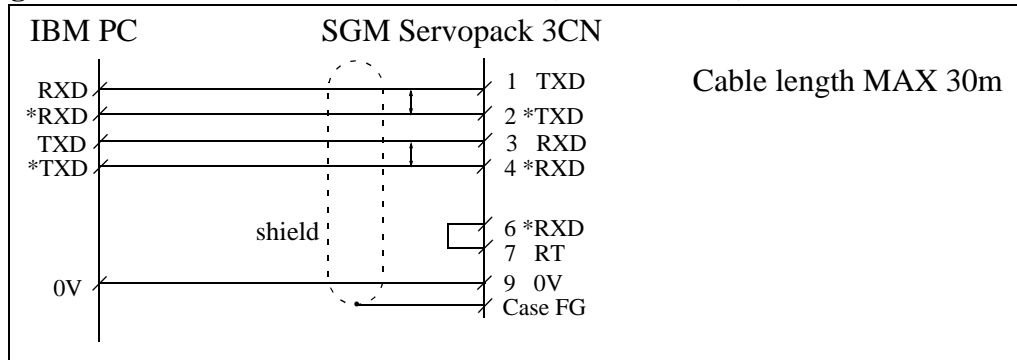 IBM PC
SGM Servopack 3CN
Cable length MAX 30m
RXD
1 TXD
*RXD
2 *TXD
TXD
3 RXD
*TXD
4 *RXD
shield
6 *RXD
7 RT
0V
9 0V
Case FG